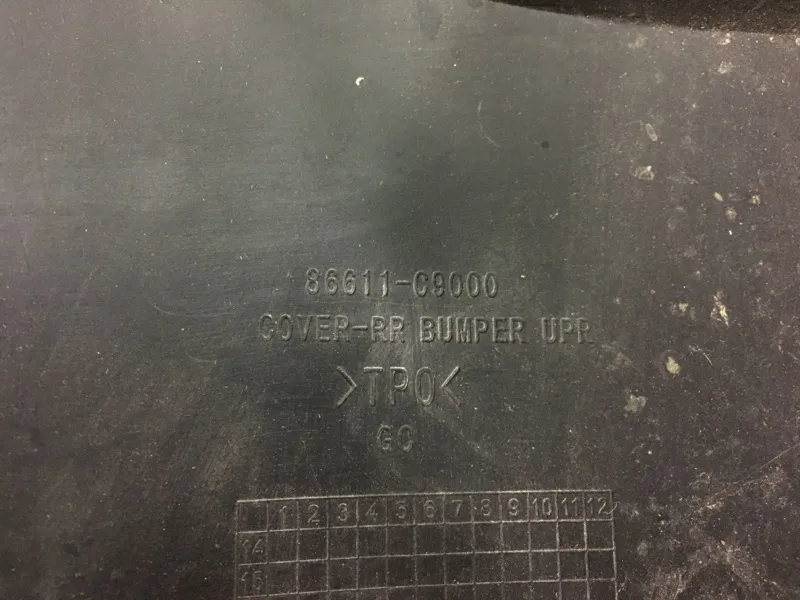 86611-C9000
COVER-RR BUMPER UPR
>TPO<
GC
1 2 3 4 5 6 7 8 9 10 11 12
14
15